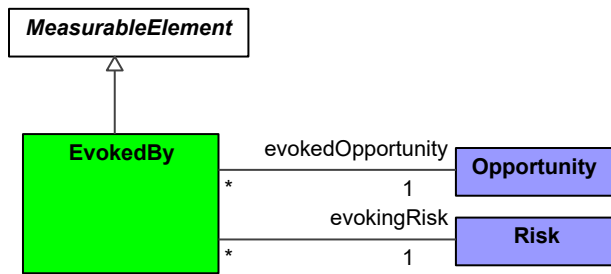 MeasurableElement
EvokedBy
evokedOpportunity
Opportunity
* 1
evokingRisk
Risk
* 1